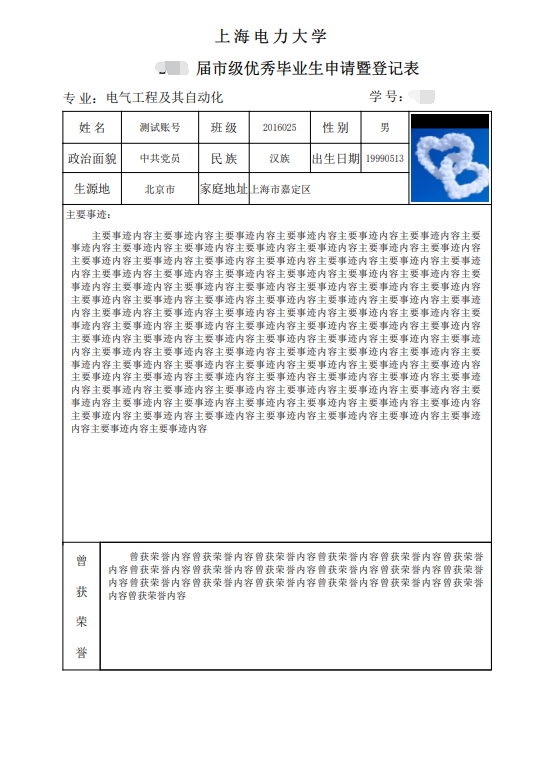 上海电力大学
届市级优秀毕业生申请暨登记表
专业: 电气工程及其自动化 学号:
姓名 测试账号 班级 2016025 性别 男
政治面貌 中共党员 民族 汉族 出生日期 19990513
生源地 北京市 家庭地址 上海市嘉定区
主要事迹:
主要事迹内容主要事迹内容主要事迹内容主要事迹内容主要事迹内容主要事迹内容主要
事迹内容主要事迹内容主要事迹内容主要事迹内容主要事迹内容主要事迹内容主要事迹内容
主要事迹内容主要事迹内容主要事迹内容主要事迹内容主要事迹内容主要事迹内容主要事迹
内容主要事迹内容主要事迹内容主要事迹内容主要事迹内容主要事迹内容主要事迹内容主要
事迹内容主要事迹内容主要事迹内容主要事迹内容主要事迹内容主要事迹内容主要事迹内容
主要事迹内容主要事迹内容主要事迹内容主要事迹内容主要事迹内容主要事迹内容主要事迹
内容主要事迹内容主要事迹内容主要事迹内容主要事迹内容主要事迹内容主要事迹内容主要
事迹内容主要事迹内容主要事迹内容主要事迹内容主要事迹内容主要事迹内容主要事迹内容
主要事迹内容主要事迹内容主要事迹内容主要事迹内容主要事迹内容主要事迹内容主要事迹
内容主要事迹内容主要事迹内容主要事迹内容主要事迹内容主要事迹内容主要事迹内容主要
事迹内容主要事迹内容主要事迹内容主要事迹内容主要事迹内容主要事迹内容主要事迹内容
主要事迹内容主要事迹内容主要事迹内容主要事迹内容主要事迹内容主要事迹内容主要事迹
内容主要事迹内容主要事迹内容主要事迹内容主要事迹内容主要事迹内容主要事迹内容主要
事迹内容主要事迹内容主要事迹内容主要事迹内容主要事迹内容主要事迹内容主要事迹内容
主要事迹内容主要事迹内容主要事迹内容主要事迹内容主要事迹内容主要事迹内容主要事迹
内容主要事迹内容主要事迹内容
曾获荣誉
曾获荣誉内容曾获荣誉内容曾获荣誉内容曾获荣誉内容曾获荣誉内容曾获荣誉
内容曾获荣誉内容曾获荣誉内容曾获荣誉内容曾获荣誉内容曾获荣誉内容曾获荣誉
内容曾获荣誉内容曾获荣誉内容曾获荣誉内容曾获荣誉内容曾获荣誉内容曾获荣誉
内容曾获荣誉内容